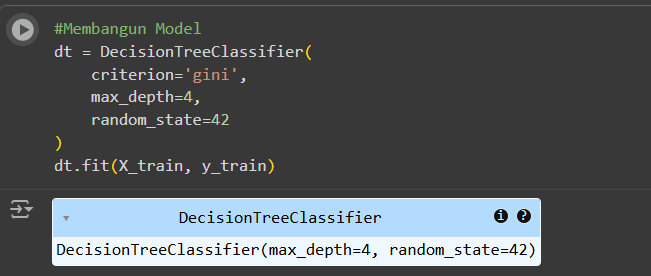 #Membangun Model
dt = DecisionTreeClassifier(
    criterion='gini',
    max_depth=4,
    random_state=42
)
dt.fit(X_train, y_train)
DecisionTreeClassifier
DecisionTreeClassifier(max_depth=4, random_state=42)